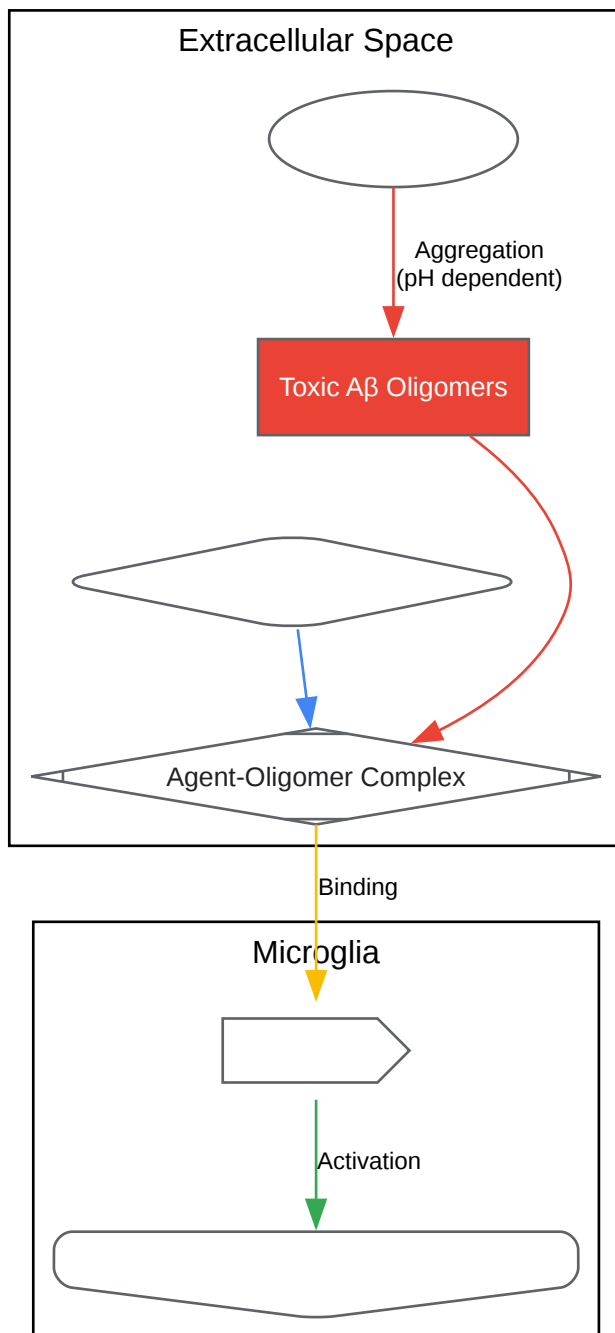 Extracellular Space
Aggregation
(pH dependent)
Toxic Aβ Oligomers
Agent-Oligomer Complex
Binding
Microglia
Activation